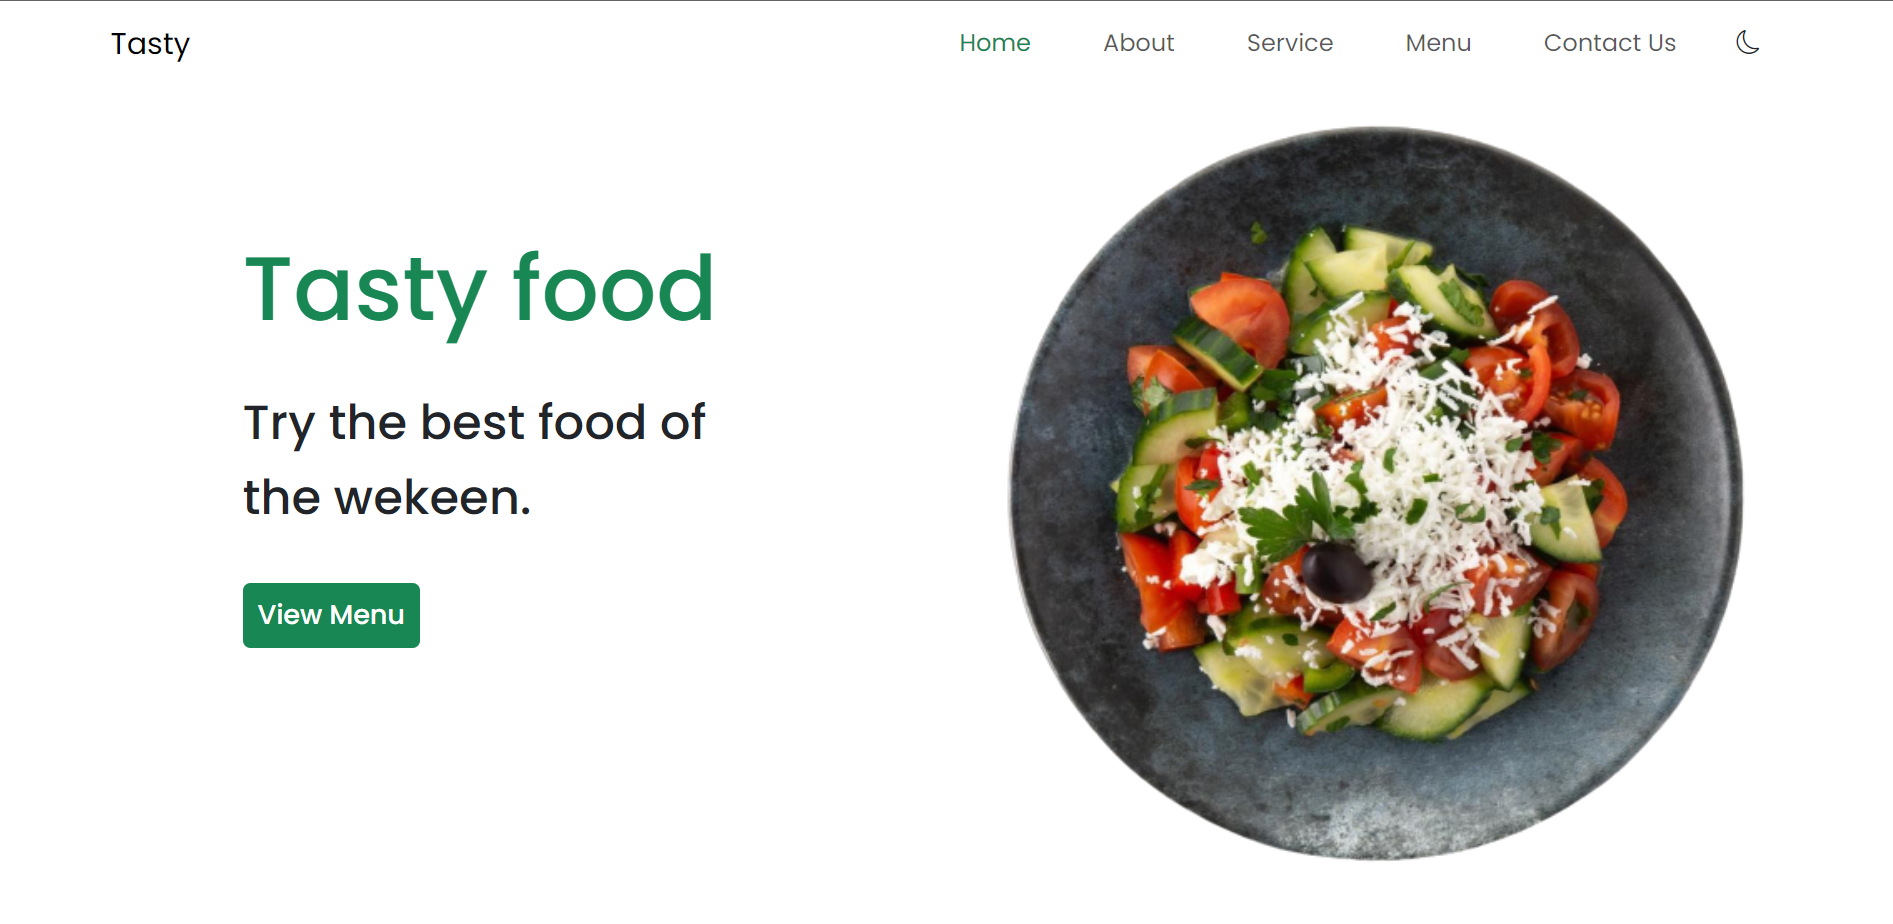 Tasty
Home About Service Menu Contact Us
Tasty food
Try the best food of
the wekeen.
View Menu